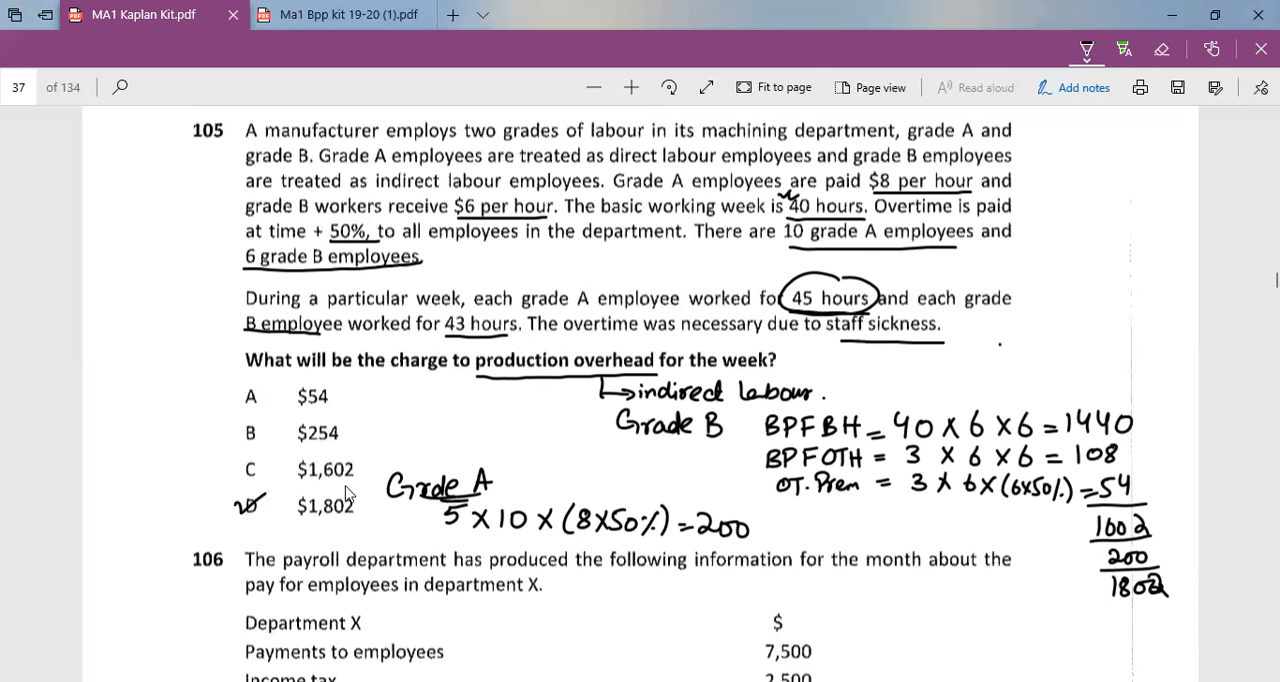 MA1 Kaplan Kit.pdf
Ma1 Bpp kit 19-20 (1).pdf
37 of 134
Fit to page
Page view
Read aloud
Add notes
105 A manufacturer employs two grades of labour in its machining department, grade A and
grade B. Grade A employees are treated as direct labour employees and grade B employees
are treated as indirect labour employees. Grade A employees are paid $8 per hour and
grade B workers receive $6 per hour. The basic working week is 40 hours. Overtime is paid
at time + 50%, to all employees in the department. There are 10 grade A employees and
6 grade B employees.
During a particular week, each grade A employee worked for 45 hours and each grade
B employee worked for 43 hours. The overtime was necessary due to staff sickness.
What will be the charge to production overhead for the week?
indirect labour.
A $54
Grade B BPFBH = 40 x 6 x 6 = 1440
B $254
BPFOTH = 3 x 6 x 6 = 108
C $1,602
Grade A
OT. Prem = 3 x 6 x (6x50%) = 54
D $1,802
5 x 10 x (8x50%) = 200
1602
200
1802
106 The payroll department has produced the following information for the month about the
pay for employees in department X.
Department X $
Payments to employees 7,500
Income tax 2,500